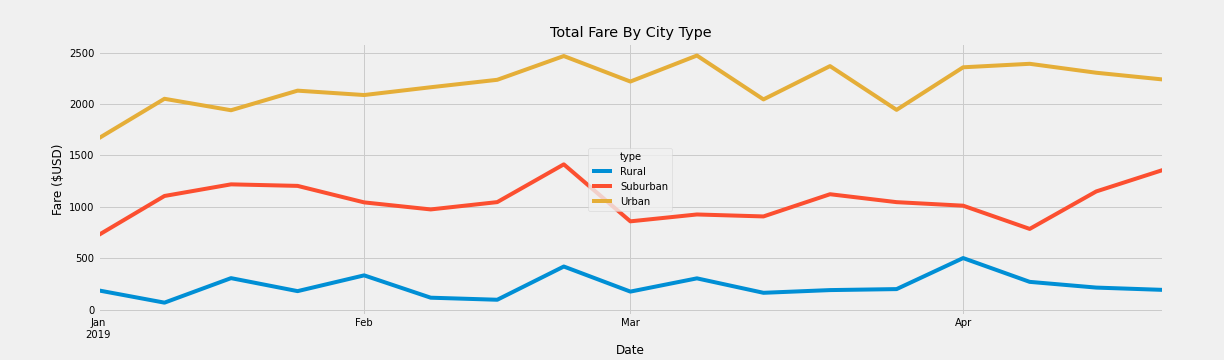 Total Fare By City Type
Fare ($USD)
2500
2000
1500
1000
500
0
type
Rural
Suburban
Urban
Jan
2019
Feb
Mar
Apr
Date